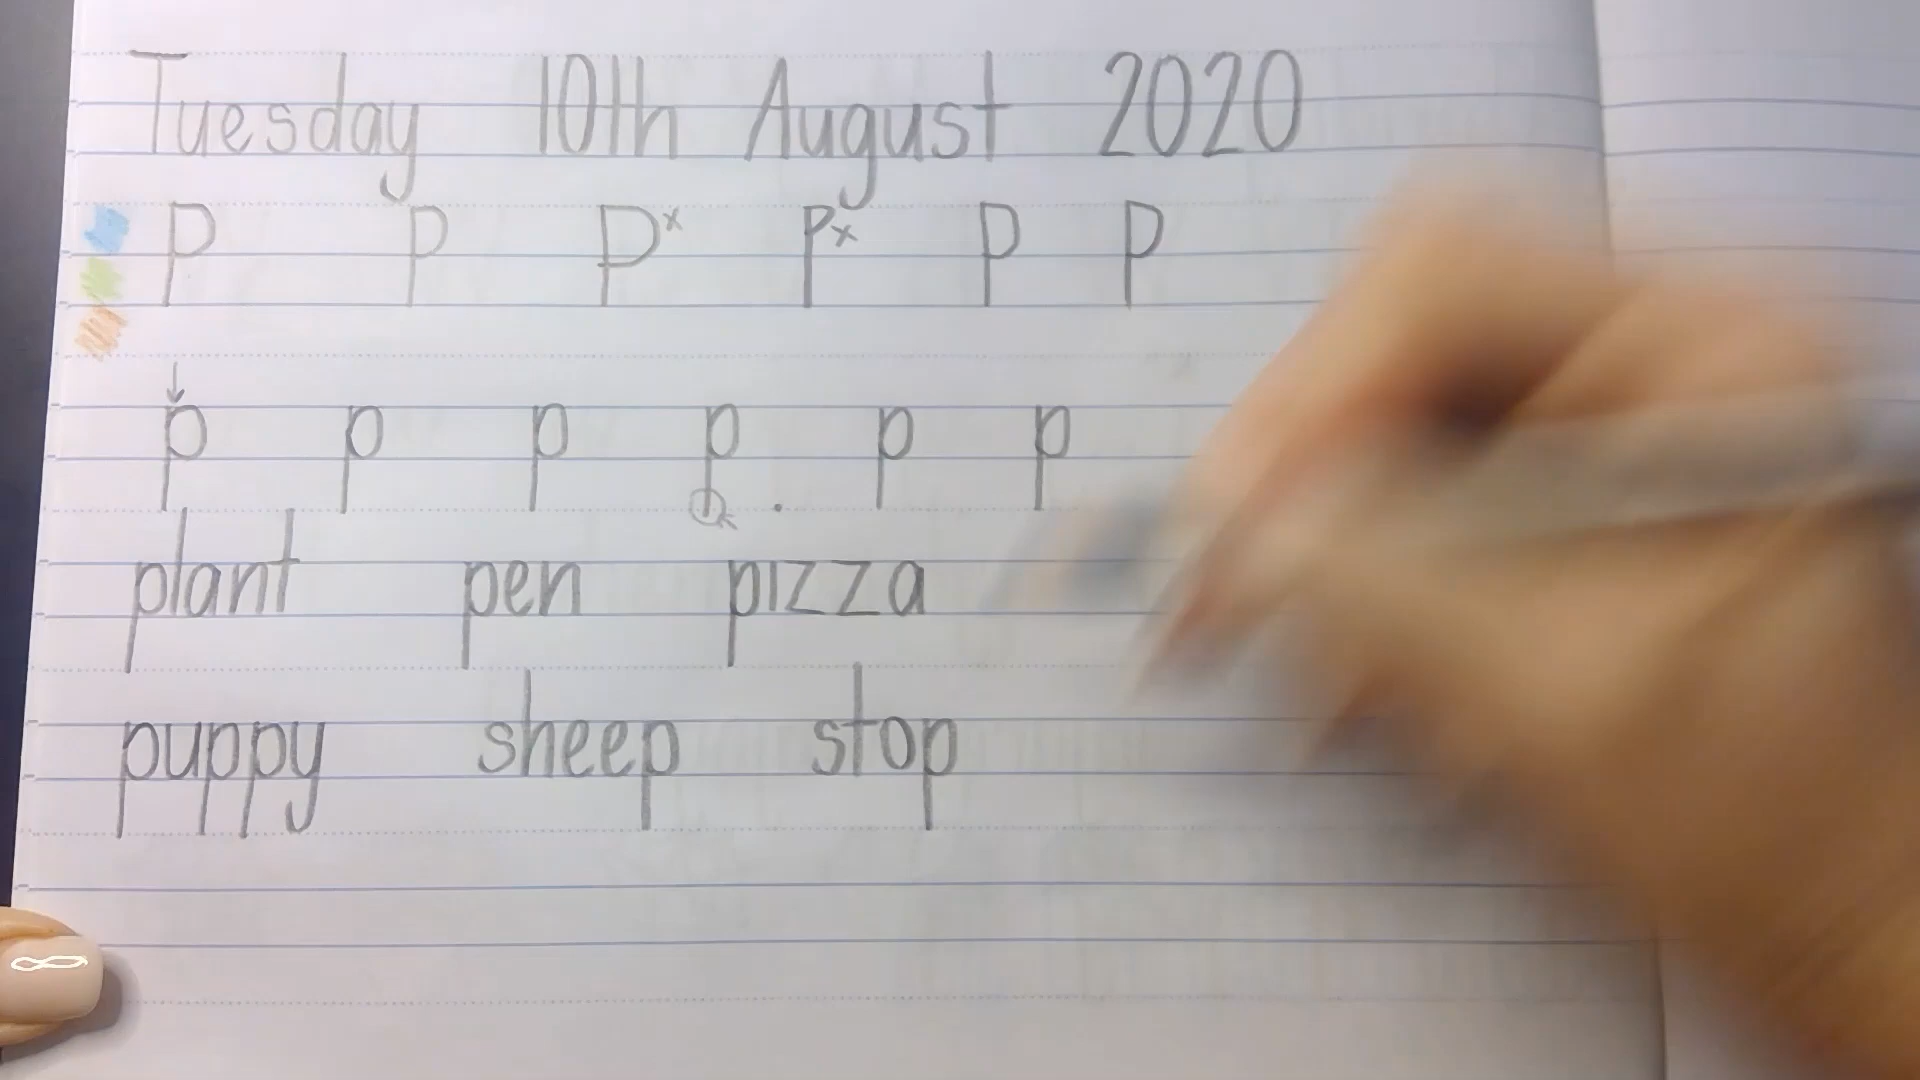 Tuesday 10th August 2020
P P P x P x P P
p p p p . p p
plant pen pizza
puppy sheep stop